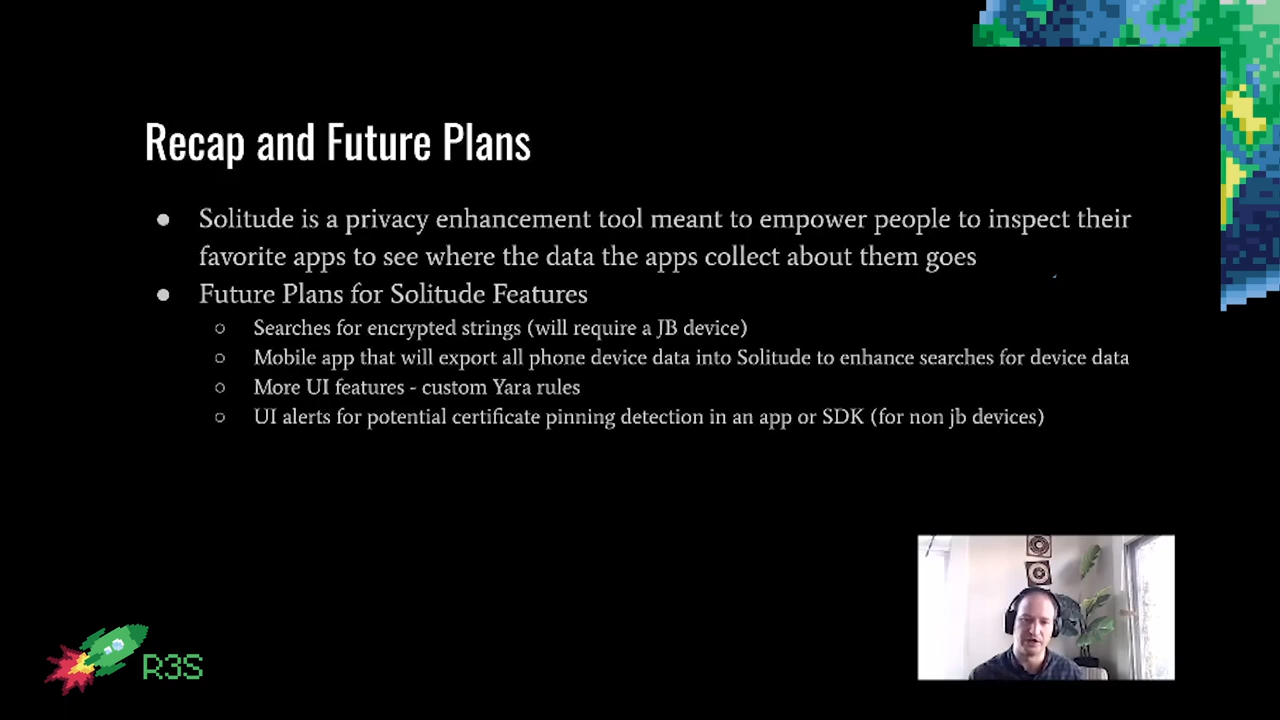 Recap and Future Plans
● Solitude is a privacy enhancement tool meant to empower people to inspect their
favorite apps to see where the data the apps collect about them goes
● Future Plans for Solitude Features
○ Searches for encrypted strings (will require a JB device)
○ Mobile app that will export all phone device data into Solitude to enhance searches for device data
○ More UI features - custom Yara rules
○ UI alerts for potential certificate pinning detection in an app or SDK (for non jb devices)
R3S